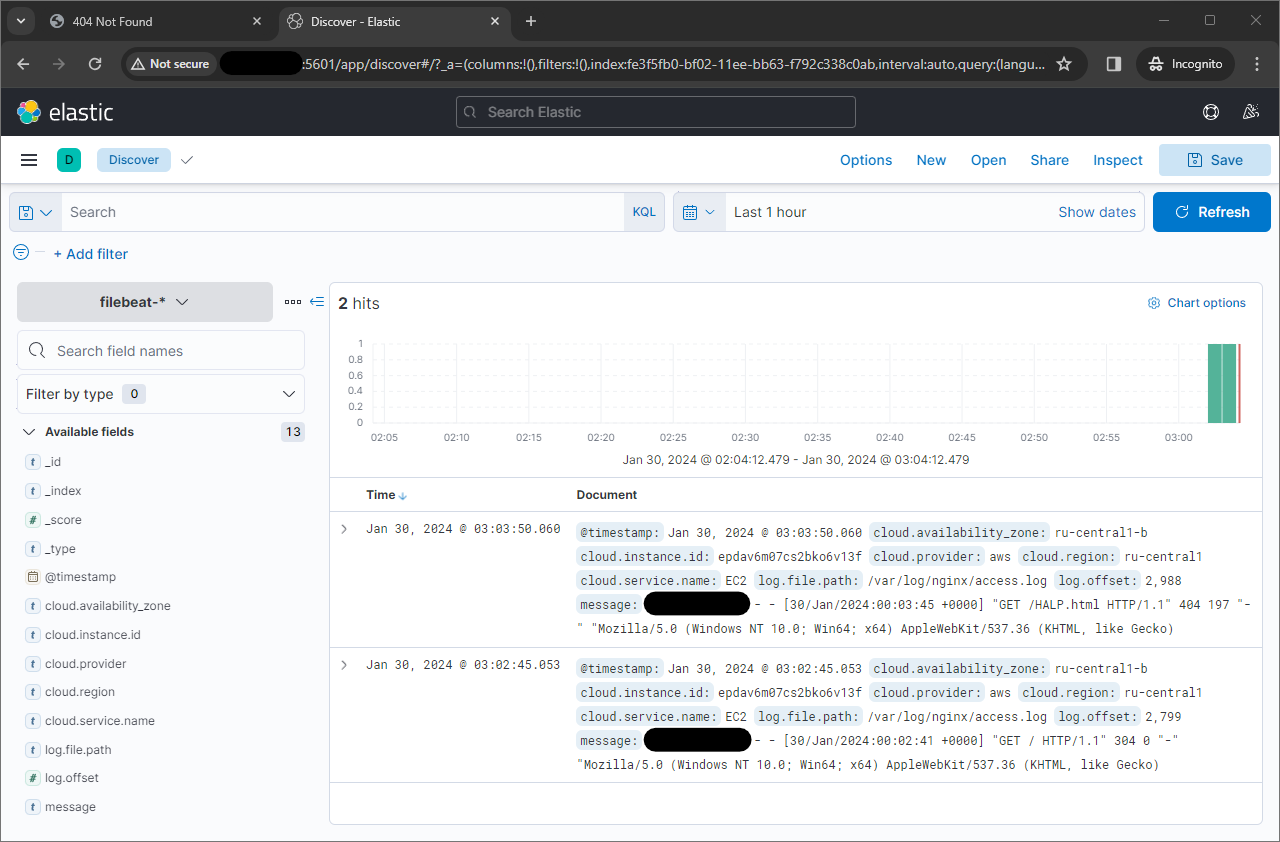 404 Not Found
Discover - Elastic
Not secure :5601/app/discover#/?_a=(columns:!(),filters:!(),index:fe3f5fb0-bf02-11ee-bb63-f792c338c0ab,interval:auto,query:(langu... Incognito
elastic Search Elastic
D Discover Options New Open Share Inspect Save
Search KQL Last 1 hour Show dates Refresh
+ Add filter
filebeat-*
Search field names
Filter by type 0
Available fields 13
_id
_index
_score
_type
@timestamp
cloud.availability_zone
cloud.instance.id
cloud.provider
cloud.region
cloud.service.name
log.file.path
log.offset
message
2 hits Chart options
1
0.8
0.6
0.4
0.2
0
02:05 02:10 02:15 02:20 02:25 02:30 02:35 02:40 02:45 02:50 02:55 03:00
Jan 30, 2024 @ 02:04:12.479 - Jan 30, 2024 @ 03:04:12.479
Time Document
Jan 30, 2024 @ 03:03:50.060 @timestamp: Jan 30, 2024 @ 03:03:50.060 cloud.availability_zone: ru-central1-b
cloud.instance.id: epdav6m07cs2bko6v13f cloud.provider: aws cloud.region: ru-central1
cloud.service.name: EC2 log.file.path: /var/log/nginx/access.log log.offset: 2,988
message: - - [30/Jan/2024:00:03:45 +0000] "GET /HALP.html HTTP/1.1" 404 197 "-
" "Mozilla/5.0 (Windows NT 10.0; Win64; x64) AppleWebKit/537.36 (KHTML, like Gecko)
Jan 30, 2024 @ 03:02:45.053 @timestamp: Jan 30, 2024 @ 03:02:45.053 cloud.availability_zone: ru-central1-b
cloud.instance.id: epdav6m07cs2bko6v13f cloud.provider: aws cloud.region: ru-central1
cloud.service.name: EC2 log.file.path: /var/log/nginx/access.log log.offset: 2,799
message: - - [30/Jan/2024:00:02:41 +0000] "GET / HTTP/1.1" 304 0 "-"
"Mozilla/5.0 (Windows NT 10.0; Win64; x64) AppleWebKit/537.36 (KHTML, like Gecko)